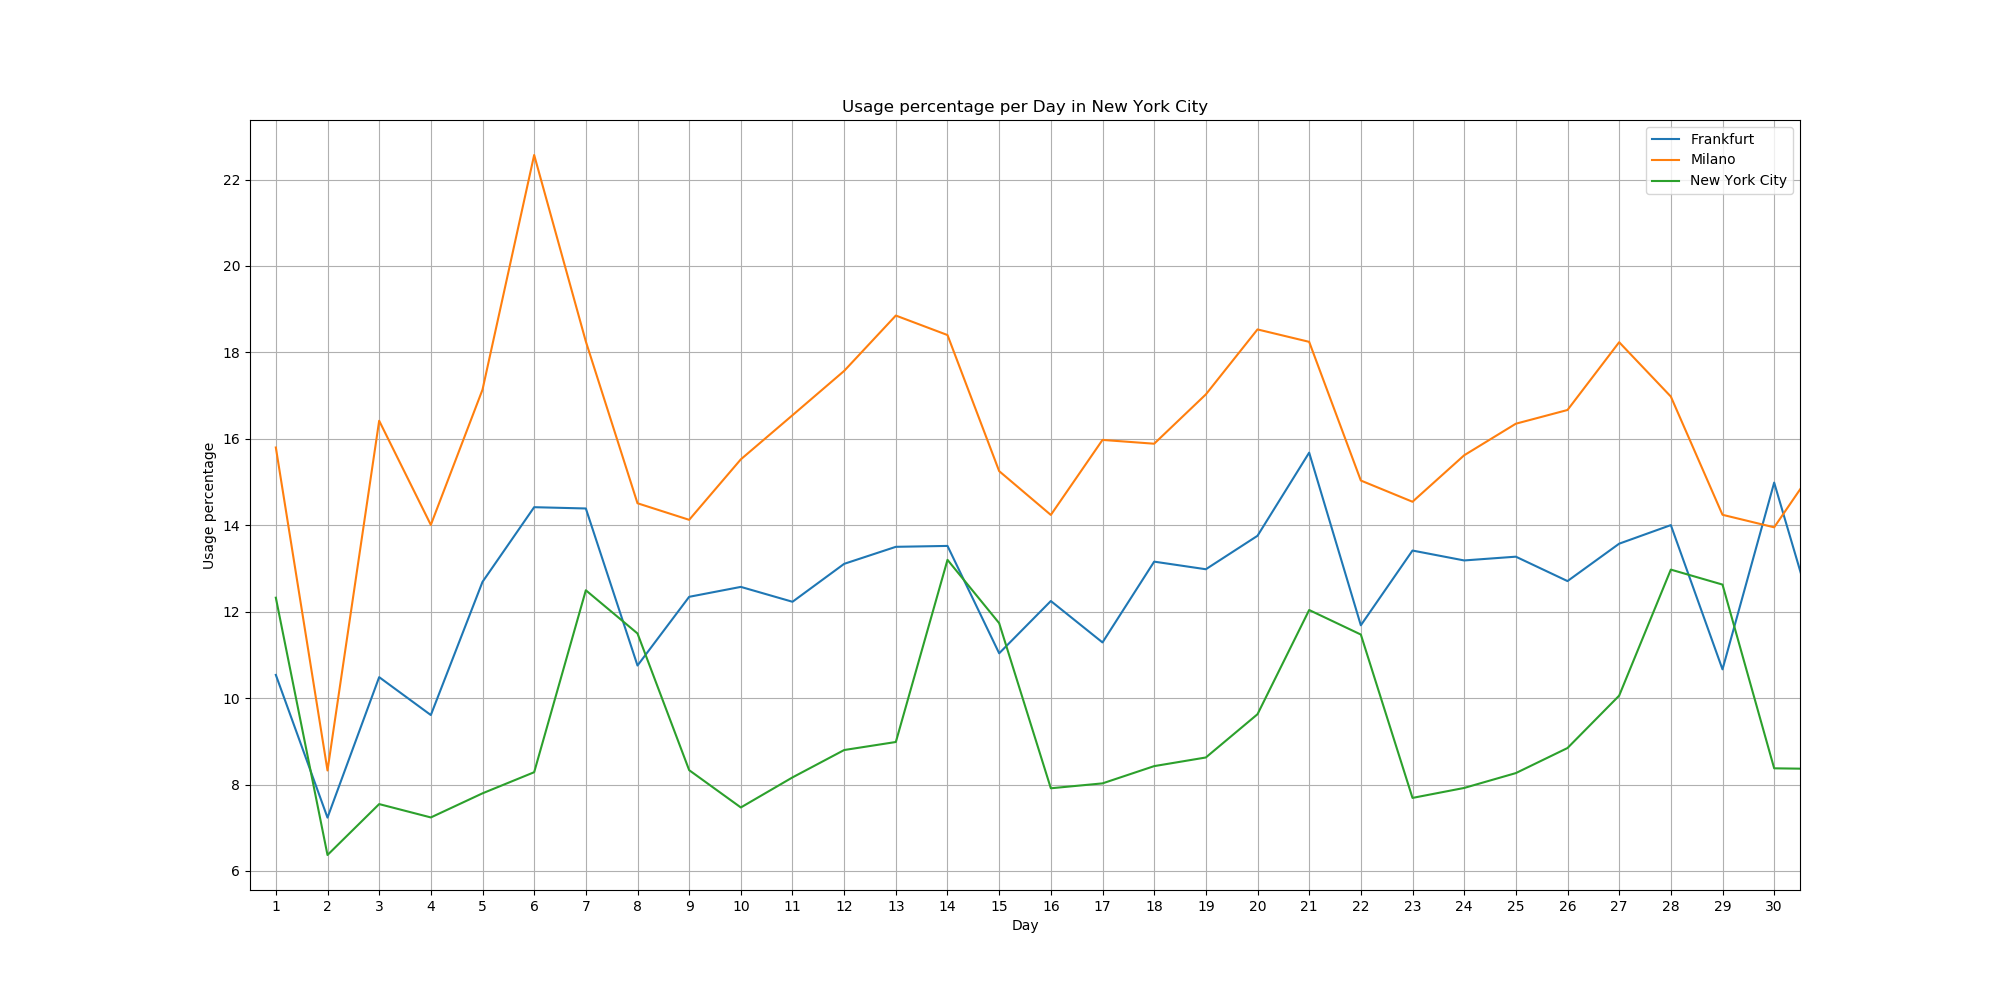 Usage percentage per Day in New York City
Frankfurt
Milano
New York City
Usage percentage
22
20
18
16
14
12
10
8
6
1 2 3 4 5 6 7 8 9 10 11 12 13 14 15 16 17 18 19 20 21 22 23 24 25 26 27 28 29 30
Day